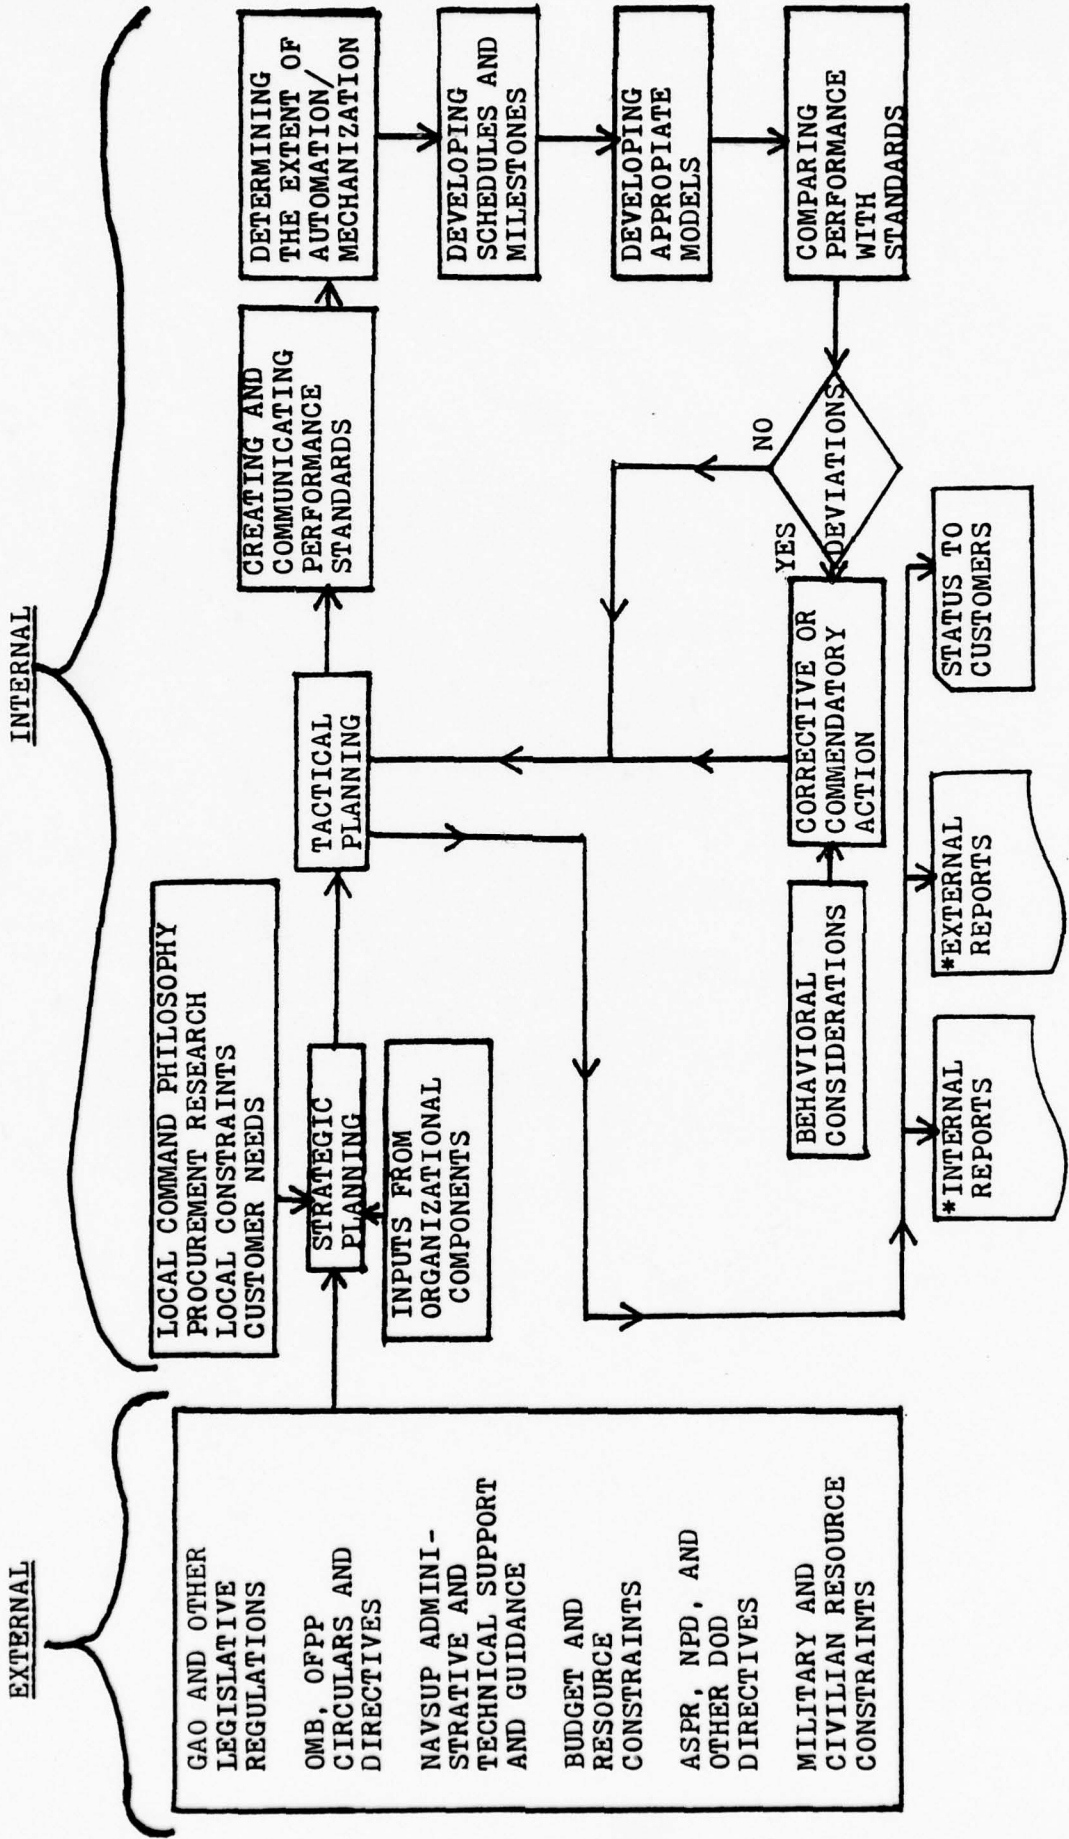 EXTERNAL
GAO AND OTHER
LEGISLATIVE
REGULATIONS
OMB, OFPP
CIRCULARS AND
DIRECTIVES
NAVSUP ADMINI-
STRATIVE AND
TECHNICAL SUPPORT
AND GUIDANCE
BUDGET AND
RESOURCE
CONSTRAINTS
ASPR, NPD, AND
OTHER DOD
DIRECTIVES
MILITARY AND
CIVILIAN RESOURCE
CONSTRAINTS
INTERNAL
LOCAL COMMAND PHILOSOPHY
PROCUREMENT RESEARCH
LOCAL CONSTRAINTS
CUSTOMER NEEDS
STRATEGIC
PLANNING
INPUTS FROM
ORGANIZATIONAL
COMPONENTS
TACTICAL
PLANNING
CREATING AND
COMMUNICATING
PERFORMANCE
STANDARDS
DETERMINING
THE EXTENT OF
AUTOMATION/
MECHANIZATION
DEVELOPING
SCHEDULES AND
MILESTONES
DEVELOPING
APPROPIATE
MODELS
COMPARING
PERFORMANCE
WITH
STANDARDS
NO
YES
DEVIATIONS
CORRECTIVE OR
COMMENDATORY
ACTION
BEHAVIORAL
CONSIDERATIONS
*INTERNAL
REPORTS
*EXTERNAL
REPORTS
STATUS TO
CUSTOMERS